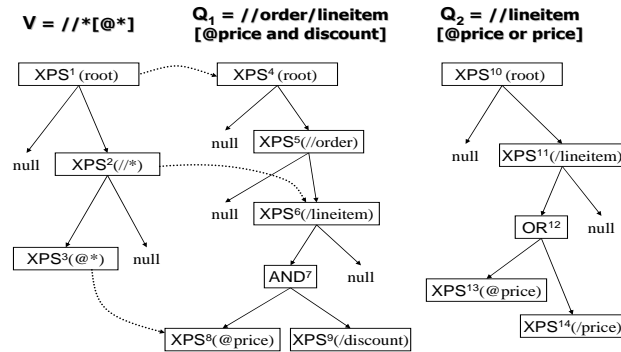 V = //*[@*]
Q1 = //order/lineitem
[@price and discount]
Q2 = //lineitem
[@price or price]
XPS1 (root)
XPS4 (root)
XPS10 (root)
null
XPS2(//*)
null
XPS5(//order)
null
XPS11(/lineitem)
XPS3(@*)
null
null
XPS6(/lineitem)
OR12
null
AND7
null
XPS13(@price)
XPS8(@price)
XPS9(/discount)
XPS14(/price)